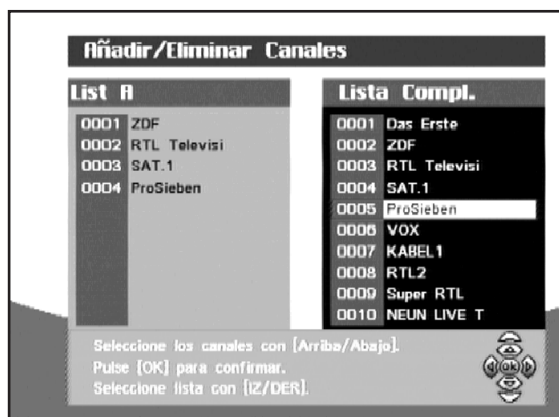 Añadir/Eliminar Canales
List A
0001 ZDF
0002 RTL Televisi
0003 SAT.1
0004 ProSieben
Lista Compl.
0001 Das Erste
0002 ZDF
0003 RTL Televisi
0004 SAT.1
0005 ProSieben
0006 VOX
0007 KABEL1
0008 RTL2
0009 Super RTL
0010 NEUN LIVE T
Seleccione los canales con [Arriba/Abajo].
Pulse [OK] para confirmar.
Seleccione lista con [IZ/DER].
Ok